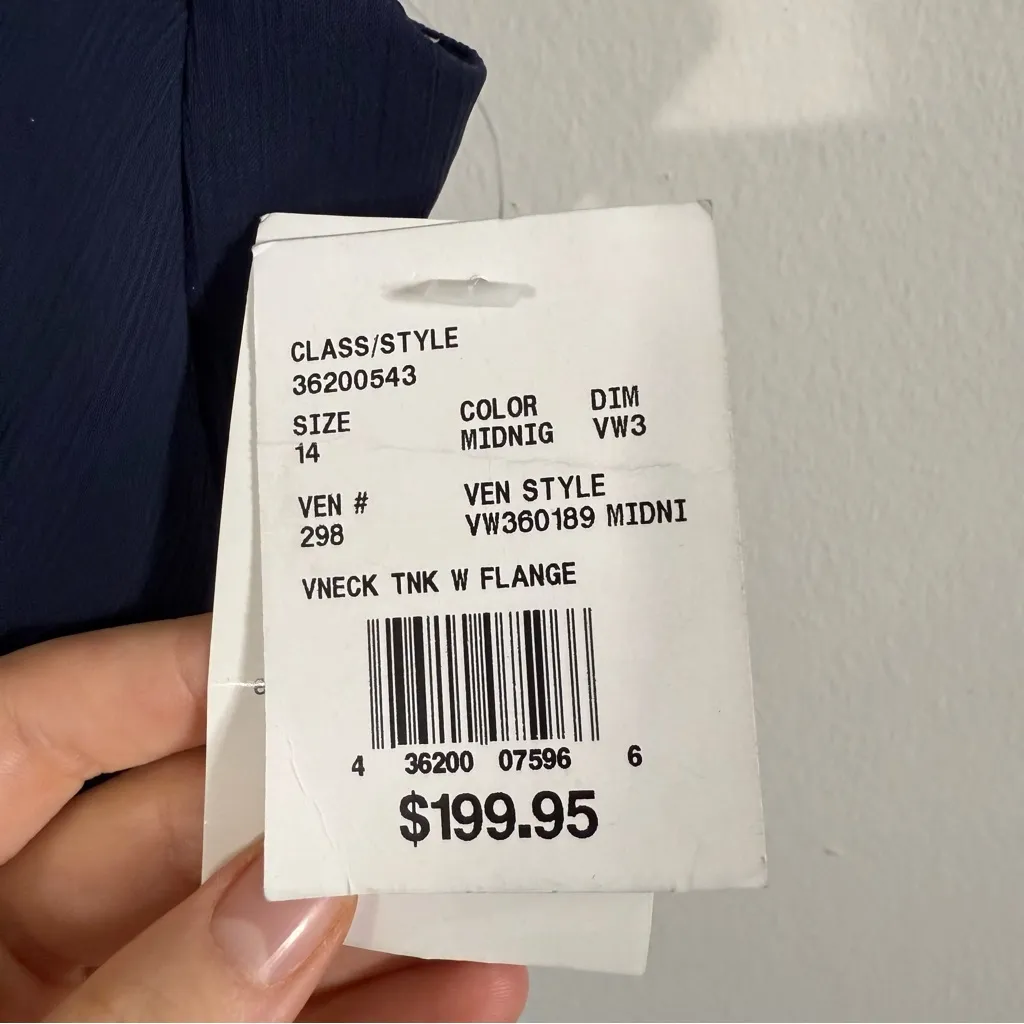 CLASS/STYLE
36200543
SIZE COLOR DIM
14 MIDNIG VW3
VEN # VEN STYLE
298 VW360189 MIDNI
VNECK TNK W FLANGE
4 36200 07596 6
$199.95